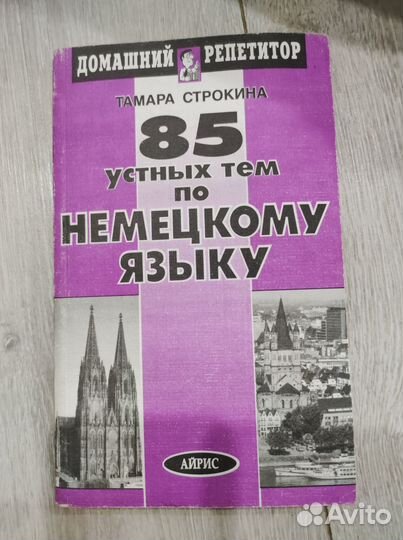 ДОМАШНИЙ РЕПЕТИТОР
ТАМАРА СТРОКИНА
85
устных тем
по
НЕМЕЦКОМУ
ЯЗЫКУ
АЙРИС
Avito